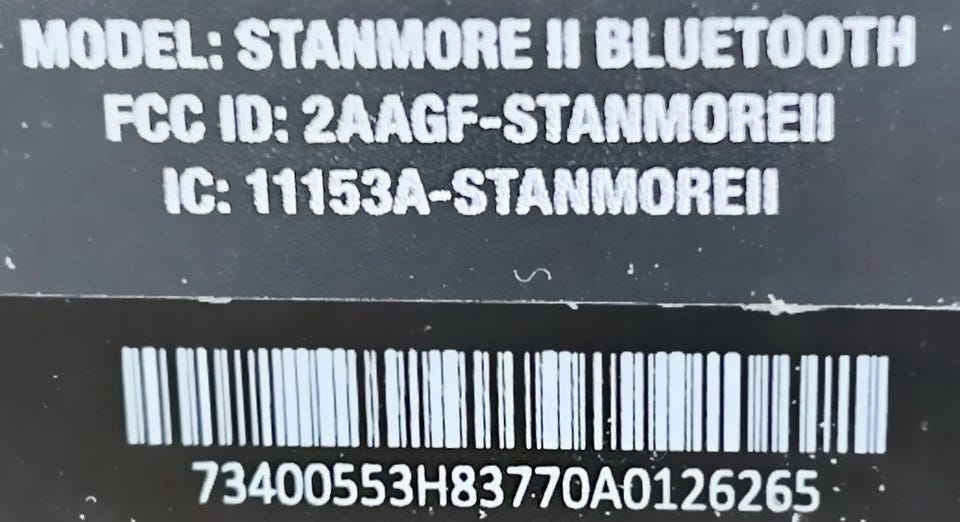 MODEL: STANMORE II BLUETOOTH
FCC ID: 2AAGF-STANMOREII
IC: 11153A-STANMOREII
73400553H83770A0126265